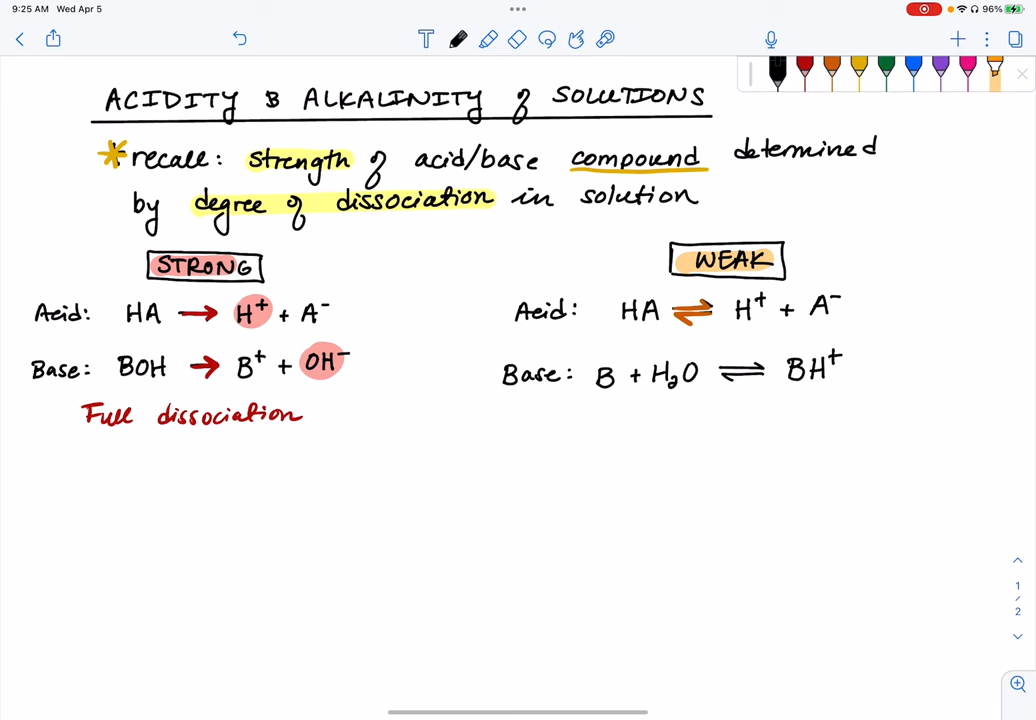 9:25 AM Wed Apr 5
96%
ACIDITY & ALKALINITY of SOLUTIONS
* recall: strength of acid/base compound determined
by degree of dissociation in solution
STRONG
Acid: HA → H⁺ + A⁻
Base: BOH → B⁺ + OH⁻
Full dissociation
WEAK
Acid: HA ⇌ H⁺ + A⁻
Base: B + H₂O ⇌ BH⁺
1
/
2